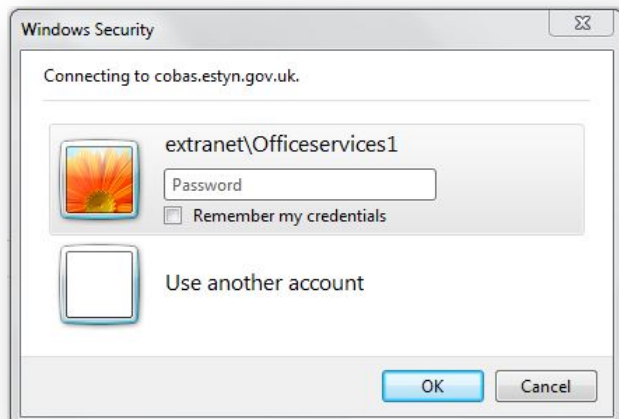 Windows Security
Connecting to cobas.estyn.gov.uk.
extranet\Officeservices1
Password
Remember my credentials
Use another account
OK
Cancel